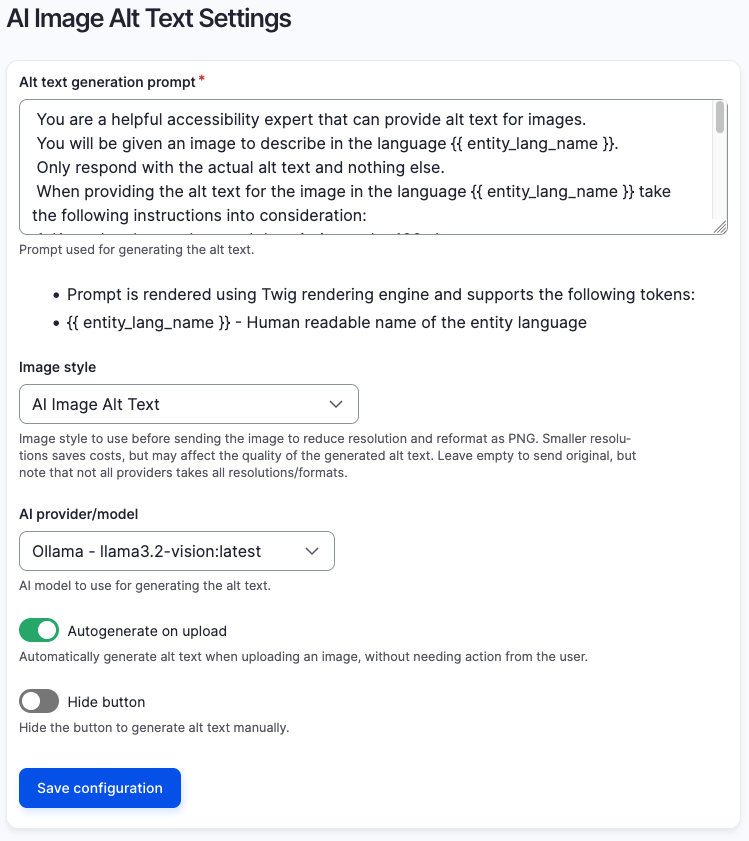 AI Image Alt Text Settings
Alt text generation prompt*
You are a helpful accessibility expert that can provide alt text for images.
You will be given an image to describe in the language {{ entity_lang_name }}.
Only respond with the actual alt text and nothing else.
When providing the alt text for the image in the language {{ entity_lang_name }} take
the following instructions into consideration:
Prompt used for generating the alt text.
• Prompt is rendered using Twig rendering engine and supports the following tokens:
• {{ entity_lang_name }} - Human readable name of the entity language
Image style
AI Image Alt Text
Image style to use before sending the image to reduce resolution and reformat as PNG. Smaller resolu-
tions saves costs, but may affect the quality of the generated alt text. Leave empty to send original, but
note that not all providers takes all resolutions/formats.
AI provider/model
Ollama - llama3.2-vision:latest
AI model to use for generating the alt text.
Autogenerate on upload
Automatically generate alt text when uploading an image, without needing action from the user.
Hide button
Hide the button to generate alt text manually.
Save configuration